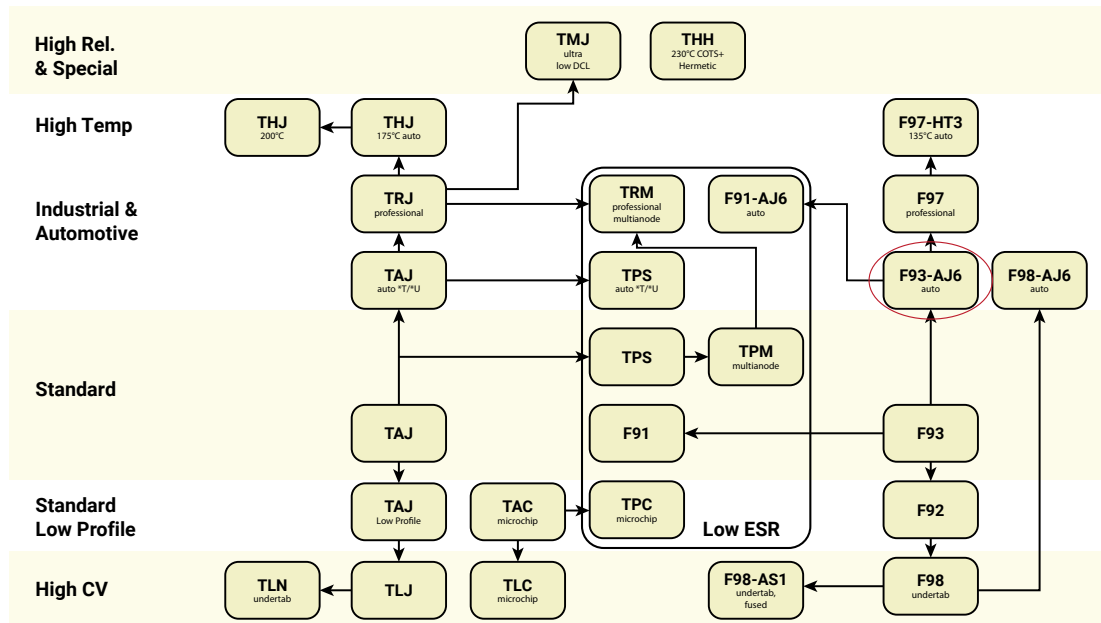 High Rel.
& Special
TMJ
ultra
low DCL
THH
230°C COTS+
Hermetic
High Temp
THJ
200°C
THJ
175°C auto
F97-HT3
135°C auto
Industrial &
Automotive
TRJ
professional
TRM
professional
multianode
F91-AJ6
auto
F97
professional
TAJ
auto *T/*U
TPS
auto *T/*U
F93-AJ6
auto
F98-AJ6
auto
Standard
TPS
TPM
multianode
TAJ
F91
F93
Standard
Low Profile
TAJ
Low Profile
TAC
microchip
TPC
microchip
Low ESR
F92
High CV
TLN
undertab
TLJ
TLC
microchip
F98-AS1
undertab,
fused
F98
undertab